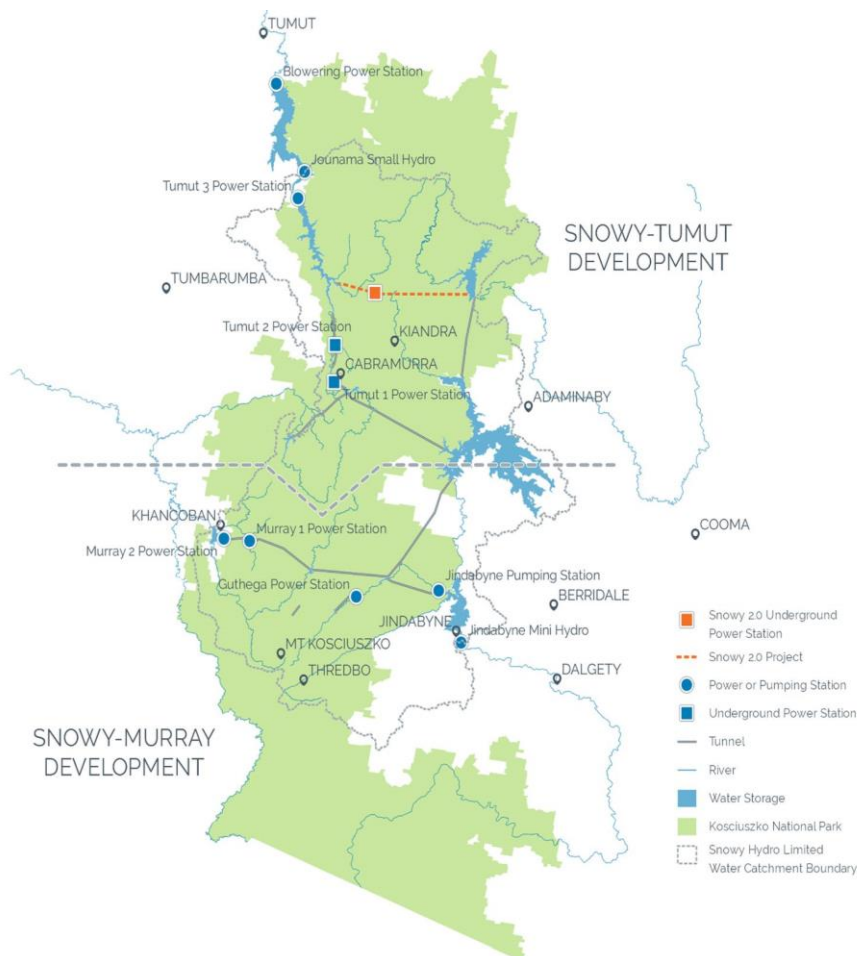 TUMUT
Blowering Power Station
Jounama Small Hydro
Tumut 3 Power Station
SNOWY-TUMUT
DEVELOPMENT
TUMBARUMBA
Tumut 2 Power Station
KIANDRA
CABRAMURRA
Tumut 1 Power Station
ADAMINABY
KHANCOBAN
Murray 1 Power Station
COOMA
Murray 2 Power Station
Guthega Power Station
Jindabyne Pumping Station
BERRIDALE
JINDABYNE
Jindabyne Mini Hydro
MT KOSCIUSZKO
THREDBO
DALGETY
SNOWY-MURRAY
DEVELOPMENT
Snowy 2.0 Underground
Power Station
Snowy 2.0 Project
Power or Pumping Station
Underground Power Station
Tunnel
River
Water Storage
Kosciuszko National Park
Snowy Hydro Limited
Water Catchment Boundary